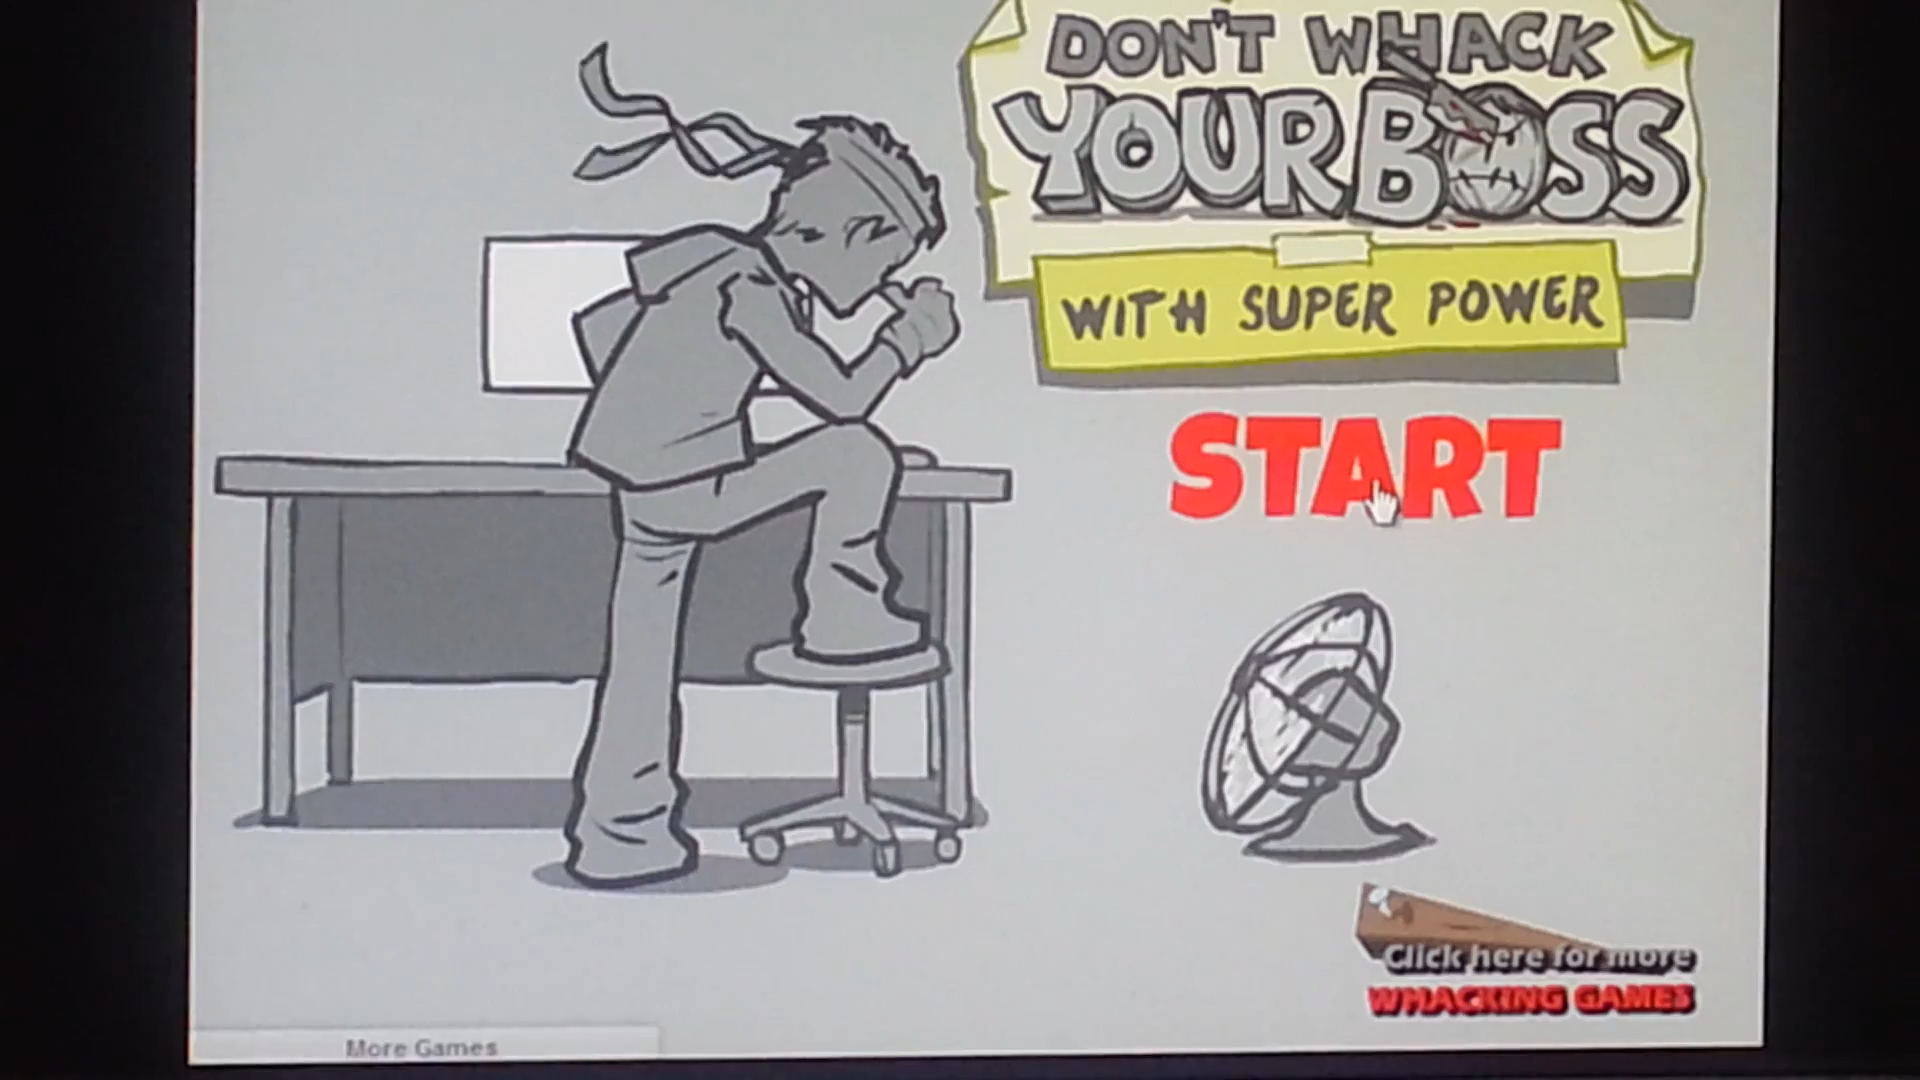 DON'T WHACK
YOUR BOSS
WITH SUPER POWER
START
Click here for more
WHACKING GAMES
More Games